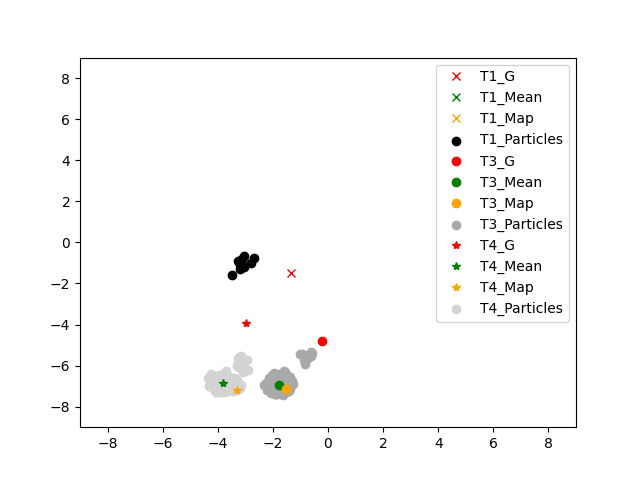 8
6
4
2
0
−2
−4
−6
−8
−8 −6 −4 −2 0 2 4 6 8
T1_G
T1_Mean
T1_Map
T1_Particles
T3_G
T3_Mean
T3_Map
T3_Particles
T4_G
T4_Mean
T4_Map
T4_Particles